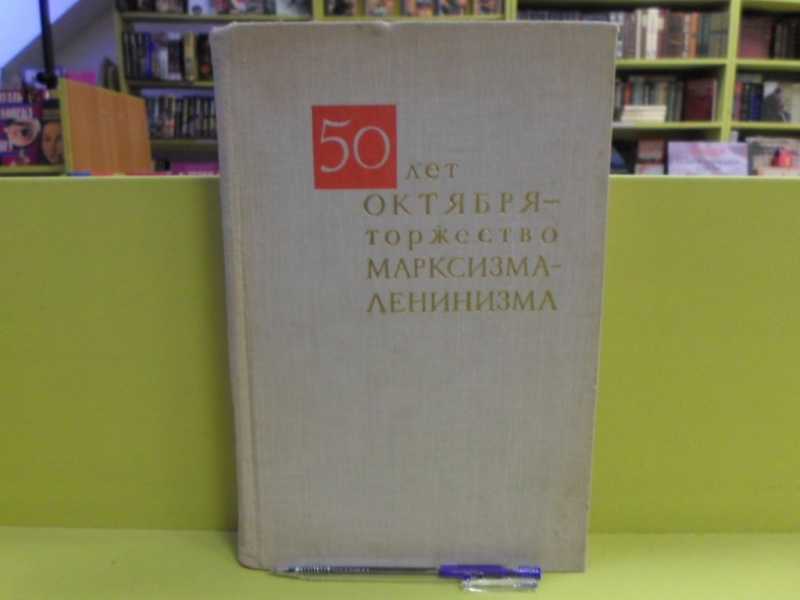 50
лет
ОКТЯБРЯ—
торжество
МАРКСИЗМА-
ЛЕНИНИЗМА